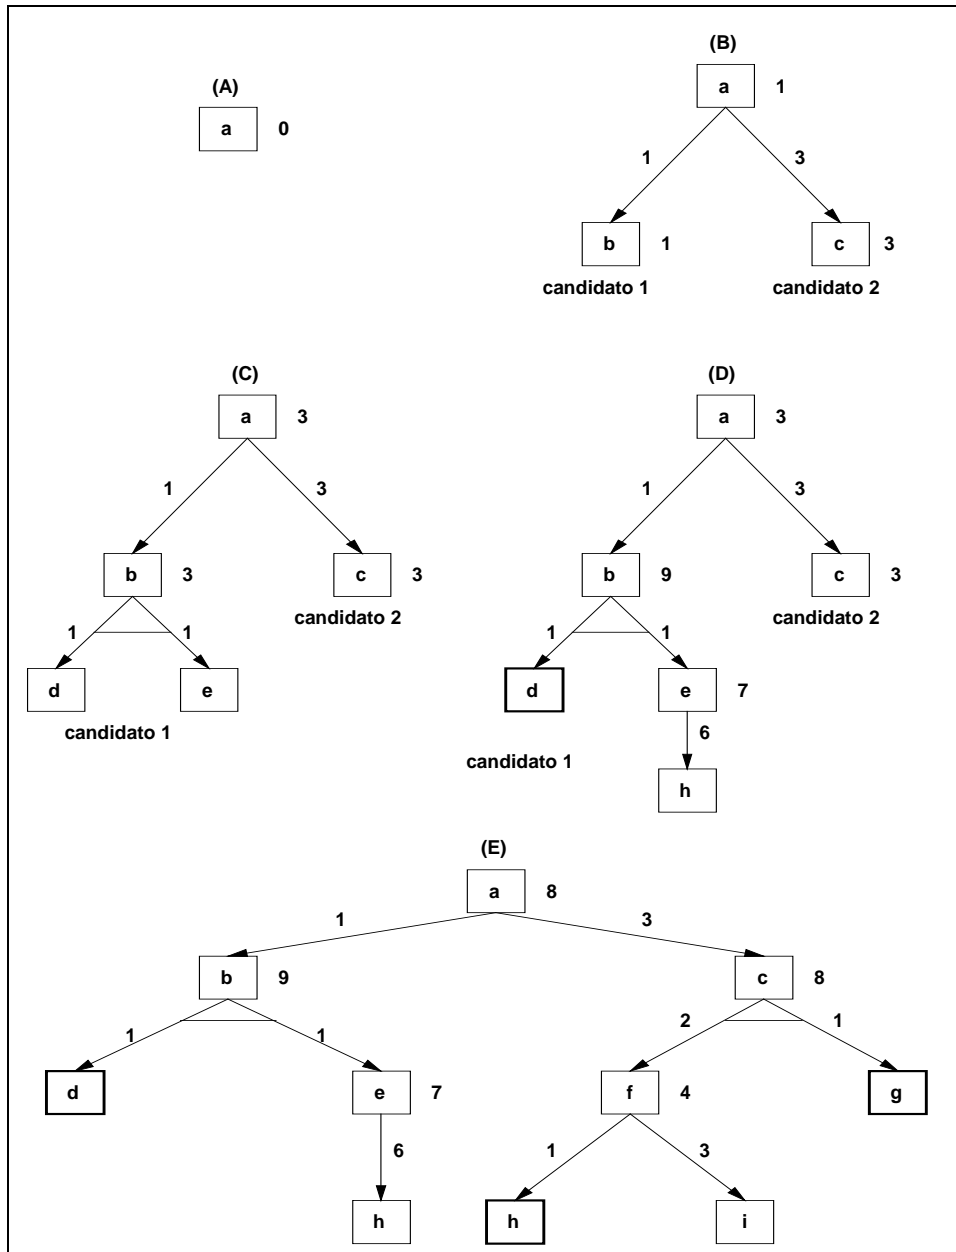 (A)
a 0
(B)
a 1
1 3
b 1 c 3
candidato 1 candidato 2
(C)
a 3
1 3
b 3 c 3
candidato 2
1 1
d e
candidato 1
(D)
a 3
1 3
b 9 c 3
candidato 2
1 1
d e 7
6
candidato 1
h
(E)
a 8
1 3
b 9 c 8
1 1 2 1
d e 7 f 4 g
6 1 3
h h i